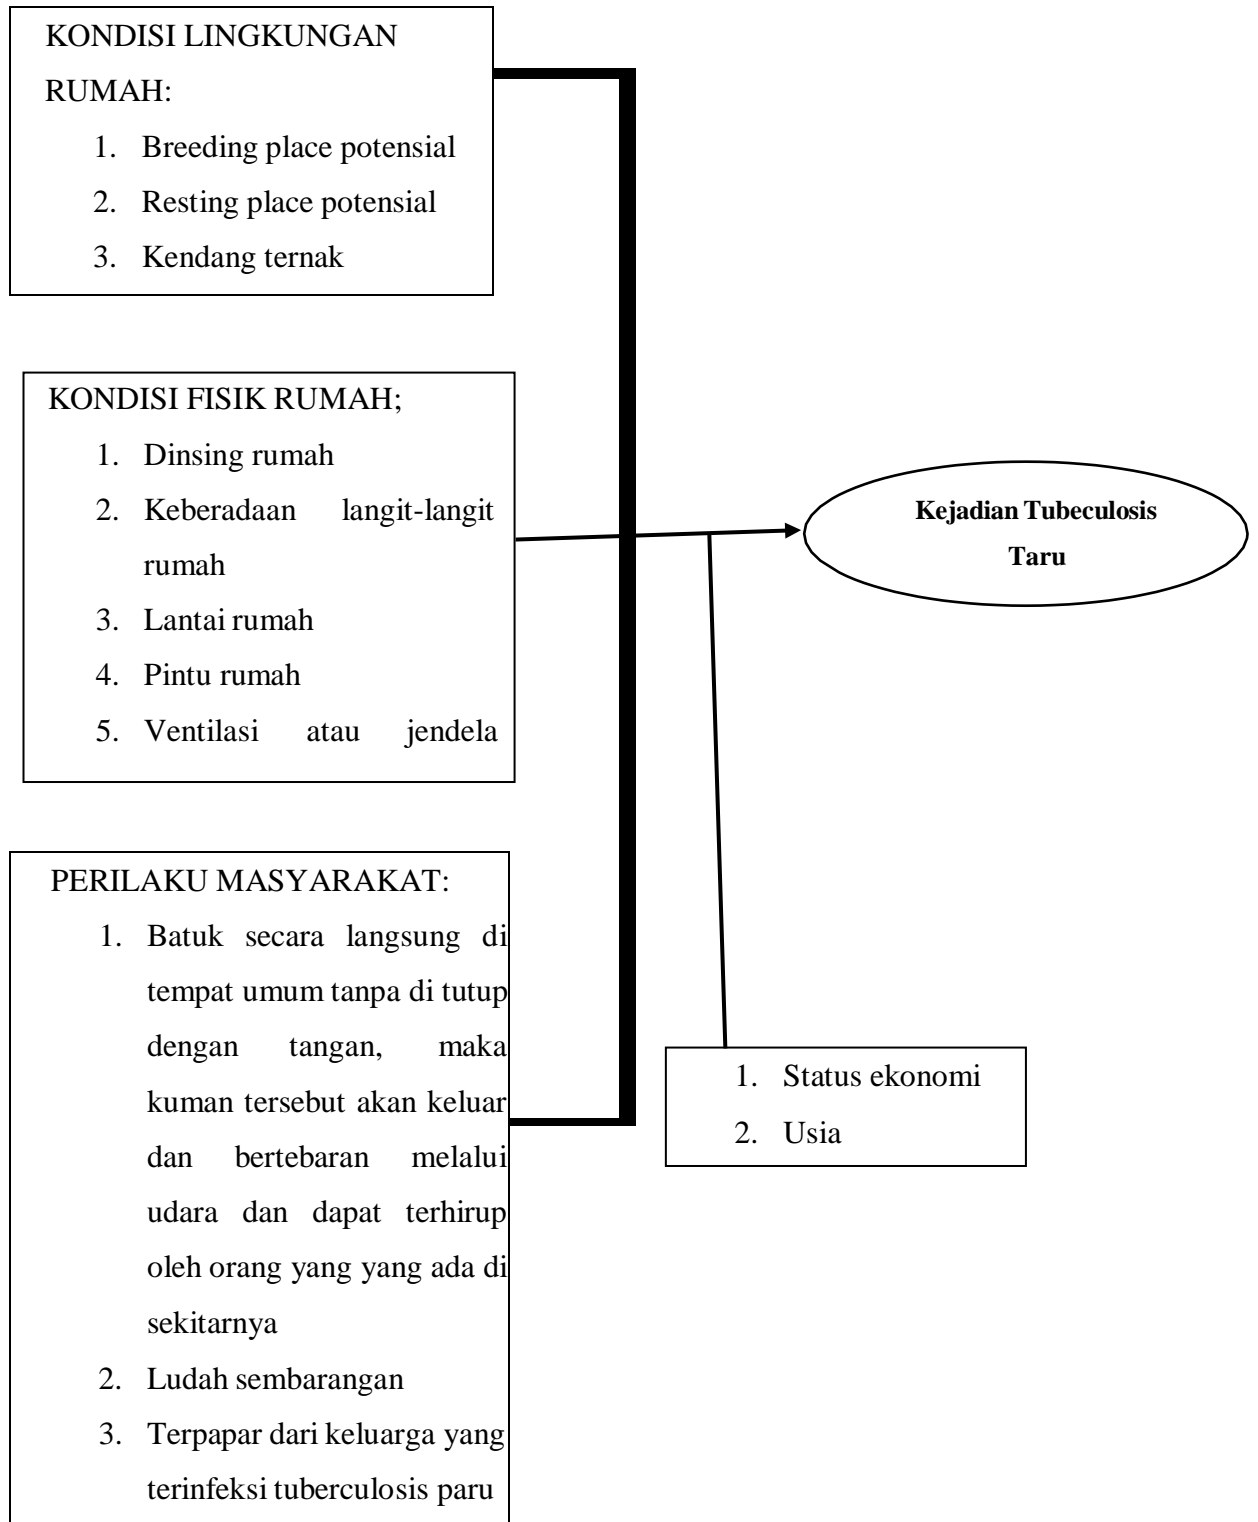 KONDISI LINGKUNGAN
RUMAH:
1. Breeding place potensial
2. Resting place potensial
3. Kendang ternak
KONDISI FISIK RUMAH;
1. Dinsing rumah
2. Keberadaan langit-langit
rumah
3. Lantai rumah
4. Pintu rumah
5. Ventilasi atau jendela
Kejadian Tubeculosis
Taru
PERILAKU MASYARAKAT:
1. Batuk secara langsung di
tempat umum tanpa di tutup
dengan tangan, maka
kuman tersebut akan keluar
dan bertebaran melalui
udara dan dapat terhirup
oleh orang yang yang ada di
sekitarnya
2. Ludah sembarangan
3. Terpapar dari keluarga yang
terinfeksi tuberculosis paru
1. Status ekonomi
2. Usia